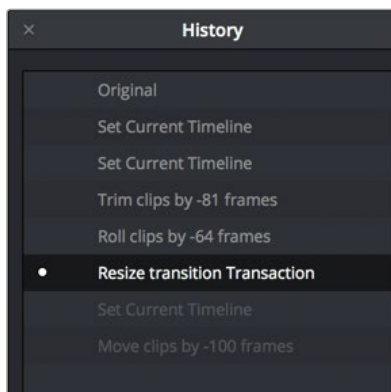 History
Original
Set Current Timeline
Set Current Timeline
Trim clips by -81 frames
Roll clips by -64 frames
Resize transition Transaction
Set Current Timeline
Move clips by -100 frames